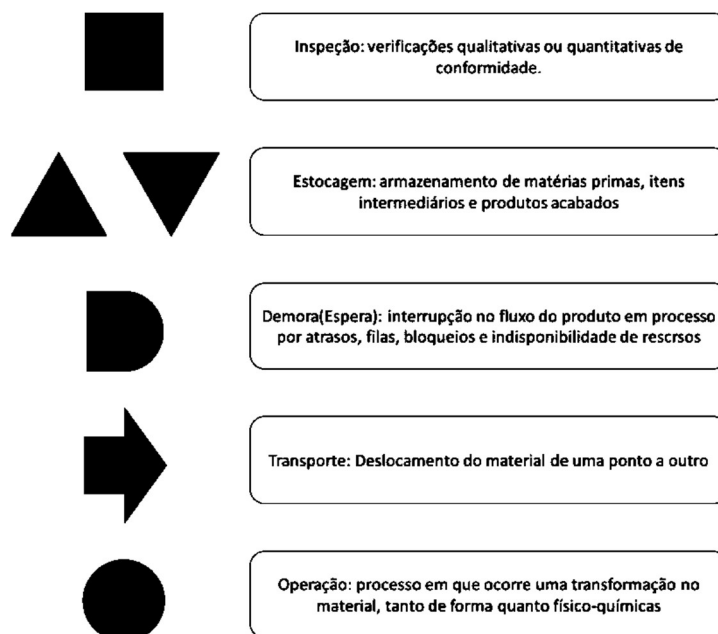 Inspeção: verificações qualitativas ou quantitativas de
conformidade.
Estocagem: armazenamento de matérias primas, itens
intermediários e produtos acabados
Demora(Espera): interrupção no fluxo do produto em processo
por atrasos, filas, bloqueios e indisponibilidade de rescrsos
Transporte: Deslocamento do material de uma ponto a outro
Operação: processo em que ocorre uma transformação no
material, tanto de forma quanto físico-químicas